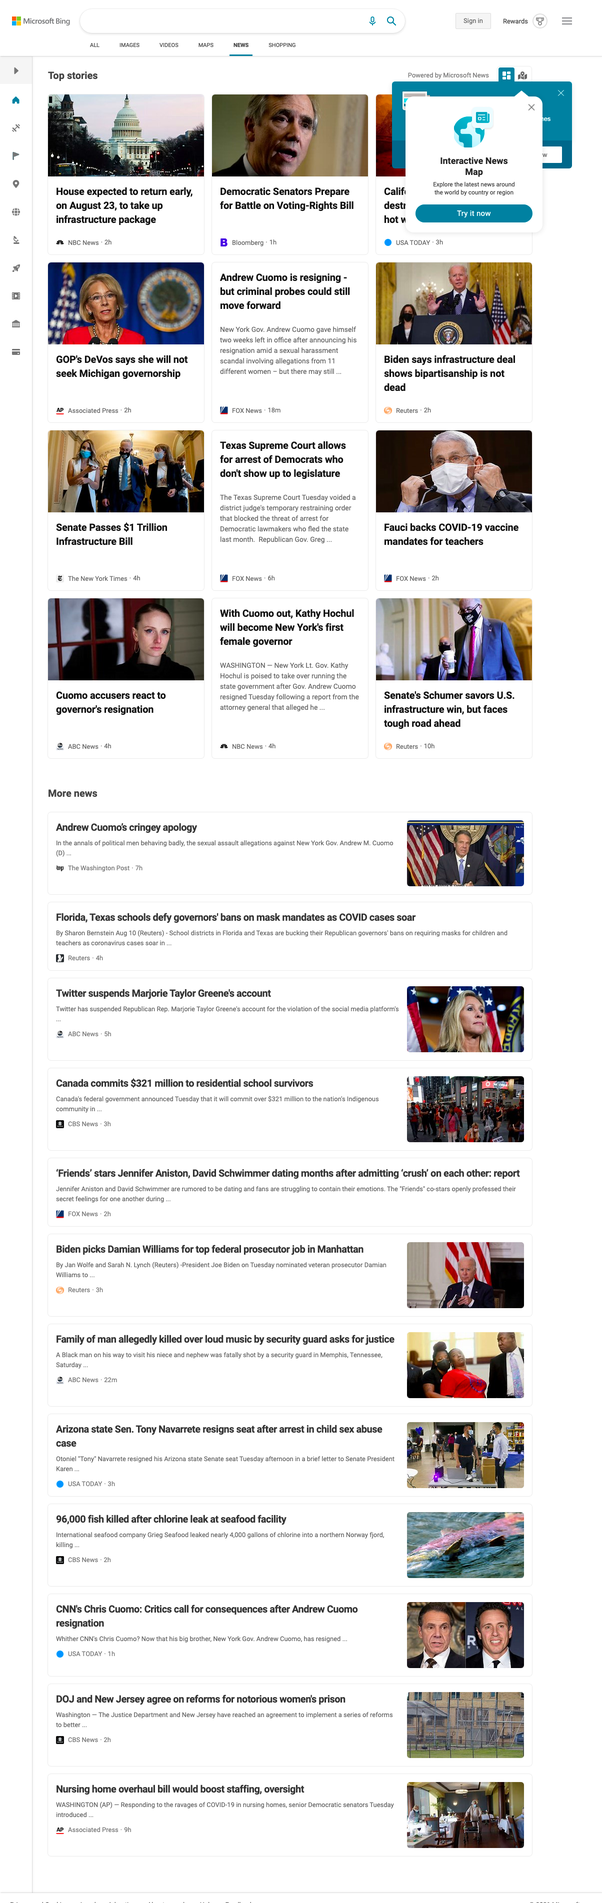 Microsoft Bing
Sign in
Rewards
ALL
IMAGES
VIDEOS
MAPS
NEWS
SHOPPING
Top stories
Powered by Microsoft News
Interactive News
Map
Explore the latest news around
the world by country or region
Try it now
House expected to return early,
on August 23, to take up
infrastructure package
NBC News · 2h
Democratic Senators Prepare
for Battle on Voting-Rights Bill
Bloomberg · 1h
Calif
destr
hot w
USA TODAY · 3h
GOP's DeVos says she will not
seek Michigan governorship
Associated Press · 2h
Andrew Cuomo is resigning -
but criminal probes could still
move forward
New York Gov. Andrew Cuomo gave himself
two weeks left in office after announcing his
resignation amid a sexual harassment
scandal involving allegations from 11
different women – but there may still ...
FOX News · 18m
Biden says infrastructure deal
shows bipartisanship is not
dead
Reuters · 2h
Senate Passes $1 Trillion
Infrastructure Bill
The New York Times · 4h
Texas Supreme Court allows
for arrest of Democrats who
don't show up to legislature
The Texas Supreme Court Tuesday voided a
district judge's temporary restraining order
that blocked the threat of arrest for
Democratic lawmakers who fled the state
last month. Republican Gov. Greg ...
FOX News · 6h
Fauci backs COVID-19 vaccine
mandates for teachers
FOX News · 2h
Cuomo accusers react to
governor's resignation
ABC News · 4h
With Cuomo out, Kathy Hochul
will become New York's first
female governor
WASHINGTON — New York Lt. Gov. Kathy
Hochul is poised to take over running the
state government after Gov. Andrew Cuomo
resigned Tuesday following a report from the
attorney general that alleged he ...
NBC News · 4h
Senate's Schumer savors U.S.
infrastructure win, but faces
tough road ahead
Reuters · 10h
More news
Andrew Cuomo's cringey apology
In the annals of political men behaving badly, the sexual assault allegations against New York Gov. Andrew M. Cuomo
(D) ...
The Washington Post · 7h
Florida, Texas schools defy governors' bans on mask mandates as COVID cases soar
By Sharon Bernstein Aug 10 (Reuters) - School districts in Florida and Texas are bucking their Republican governors' bans on requiring masks for children and
teachers as coronavirus cases soar in ...
Reuters · 4h
Twitter suspends Marjorie Taylor Greene's account
Twitter has suspended Republican Rep. Marjorie Taylor Greene's account for the violation of the social media platform's
...
ABC News · 5h
Canada commits $321 million to residential school survivors
Canada's federal government announced Tuesday that it will commit over $321 million to the nation's Indigenous
community in ...
CBS News · 3h
'Friends' stars Jennifer Aniston, David Schwimmer dating months after admitting 'crush' on each other: report
Jennifer Aniston and David Schwimmer are rumored to be dating and fans are struggling to contain their emotions. The "Friends" co-stars openly professed their
secret feelings for one another during ...
FOX News · 2h
Biden picks Damian Williams for top federal prosecutor job in Manhattan
By Jan Wolfe and Sarah N. Lynch (Reuters) -President Joe Biden on Tuesday nominated veteran prosecutor Damian
Williams to ...
Reuters · 3h
Family of man allegedly killed over loud music by security guard asks for justice
A Black man on his way to visit his niece and nephew was fatally shot by a security guard in Memphis, Tennessee,
Saturday ...
ABC News · 22m
Arizona state Sen. Tony Navarrete resigns seat after arrest in child sex abuse
case
Otoniel "Tony" Navarrete resigned his Arizona state Senate seat Tuesday afternoon in a brief letter to Senate President
Karen ...
USA TODAY · 3h
96,000 fish killed after chlorine leak at seafood facility
International seafood company Grieg Seafood leaked nearly 4,000 gallons of chlorine into a northern Norway fjord,
killing ...
CBS News · 2h
CNN's Chris Cuomo: Critics call for consequences after Andrew Cuomo
resignation
Whither CNN's Chris Cuomo? Now that his big brother, New York Gov. Andrew Cuomo, has resigned ...
USA TODAY · 1h
DOJ and New Jersey agree on reforms for notorious women's prison
Washington — The Justice Department and New Jersey have reached an agreement to implement a series of reforms
to better ...
CBS News · 2h
Nursing home overhaul bill would boost staffing, oversight
WASHINGTON (AP) — Responding to the ravages of COVID-19 in nursing homes, senior Democratic senators Tuesday
introduced ...
Associated Press · 9h